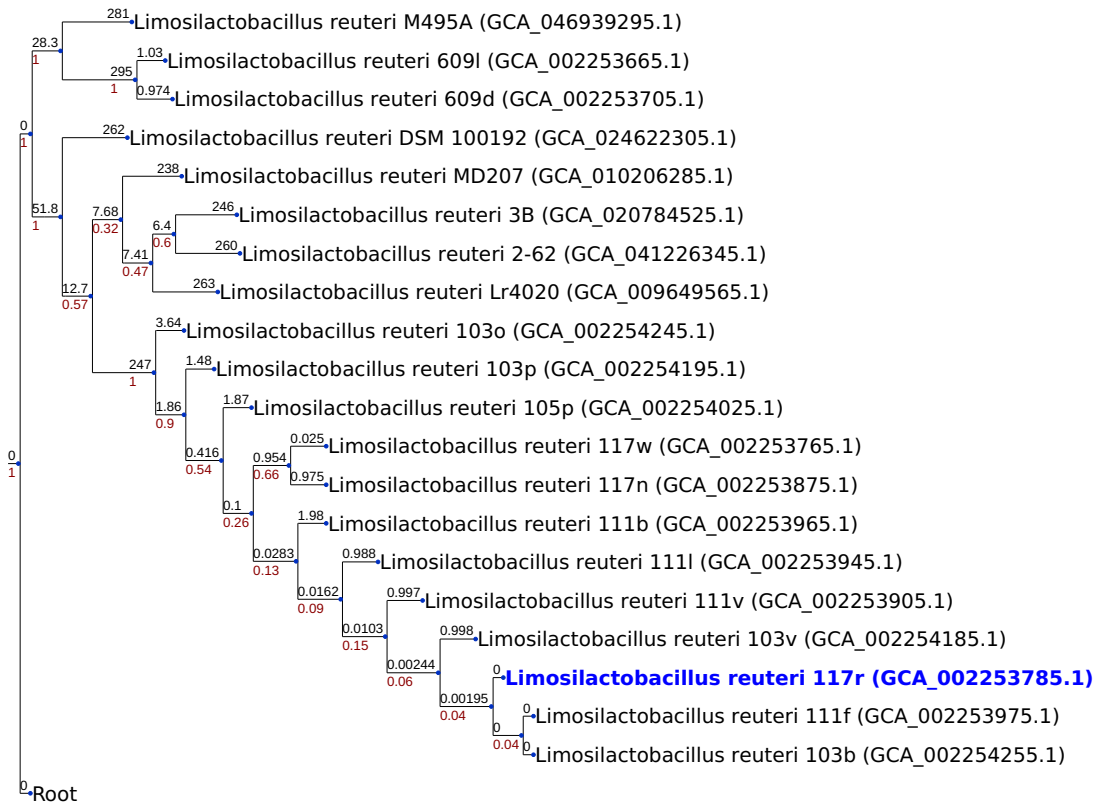 281 Limosilactobacillus reuteri M495A (GCA_046939295.1)
28.3
1
1.03 Limosilactobacillus reuteri 609l (GCA_002253665.1)
295
1
0.974 Limosilactobacillus reuteri 609d (GCA_002253705.1)
0
1
262 Limosilactobacillus reuteri DSM 100192 (GCA_024622305.1)
238 Limosilactobacillus reuteri MD207 (GCA_010206285.1)
51.8
1
7.68
0.32
246 Limosilactobacillus reuteri 3B (GCA_020784525.1)
6.4
0.6
260 Limosilactobacillus reuteri 2-62 (GCA_041226345.1)
7.41
0.47
263 Limosilactobacillus reuteri Lr4020 (GCA_009649565.1)
12.7
0.57
3.64 Limosilactobacillus reuteri 103o (GCA_002254245.1)
247
1
1.48 Limosilactobacillus reuteri 103p (GCA_002254195.1)
1.86
0.9
1.87 Limosilactobacillus reuteri 105p (GCA_002254025.1)
0.416
0.54
0.025 Limosilactobacillus reuteri 117w (GCA_002253765.1)
0.954
0.66
0
1
0.975 Limosilactobacillus reuteri 117n (GCA_002253875.1)
0.1
0.26
1.98 Limosilactobacillus reuteri 111b (GCA_002253965.1)
0.0283
0.13
0.988 Limosilactobacillus reuteri 111l (GCA_002253945.1)
0.0162
0.09
0.997 Limosilactobacillus reuteri 111v (GCA_002253905.1)
0.0103
0.15
0.998 Limosilactobacillus reuteri 103v (GCA_002254185.1)
0.00244
0.06
0 Limosilactobacillus reuteri 117r (GCA_002253785.1)
0.00195
0.04
0 Limosilactobacillus reuteri 111f (GCA_002253975.1)
0
0.04
0 Limosilactobacillus reuteri 103b (GCA_002254255.1)
0 Root